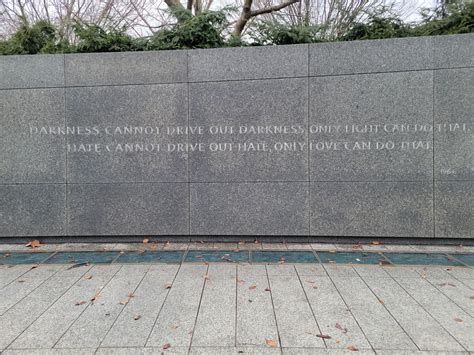 DARKNESS CANNOT DRIVE OUT DARKNESS, ONLY LIGHT CAN DO THAT.
HATE CANNOT DRIVE OUT HATE, ONLY LOVE CAN DO THAT.
1963